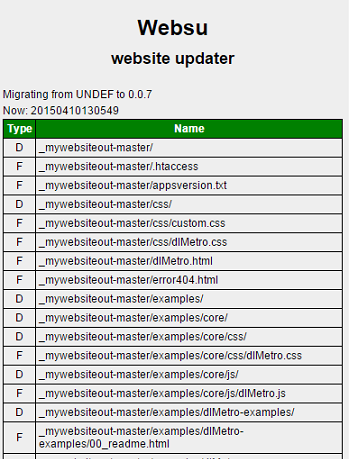 Websu
website updater
Migrating from UNDEF to 0.0.7
Now: 20150410130549
Type Name
D _mywebsiteout-master/
F _mywebsiteout-master/.htaccess
F _mywebsiteout-master/appsversion.txt
D _mywebsiteout-master/css/
F _mywebsiteout-master/css/custom.css
F _mywebsiteout-master/css/dlMetro.css
F _mywebsiteout-master/dlMetro.html
F _mywebsiteout-master/error404.html
D _mywebsiteout-master/examples/
D _mywebsiteout-master/examples/core/
D _mywebsiteout-master/examples/core/css/
F _mywebsiteout-master/examples/core/css/dlMetro.css
D _mywebsiteout-master/examples/core/js/
F _mywebsiteout-master/examples/core/js/dlMetro.js
D _mywebsiteout-master/examples/dlMetro-examples/
F _mywebsiteout-master/examples/dlMetro-
examples/00_readme.html